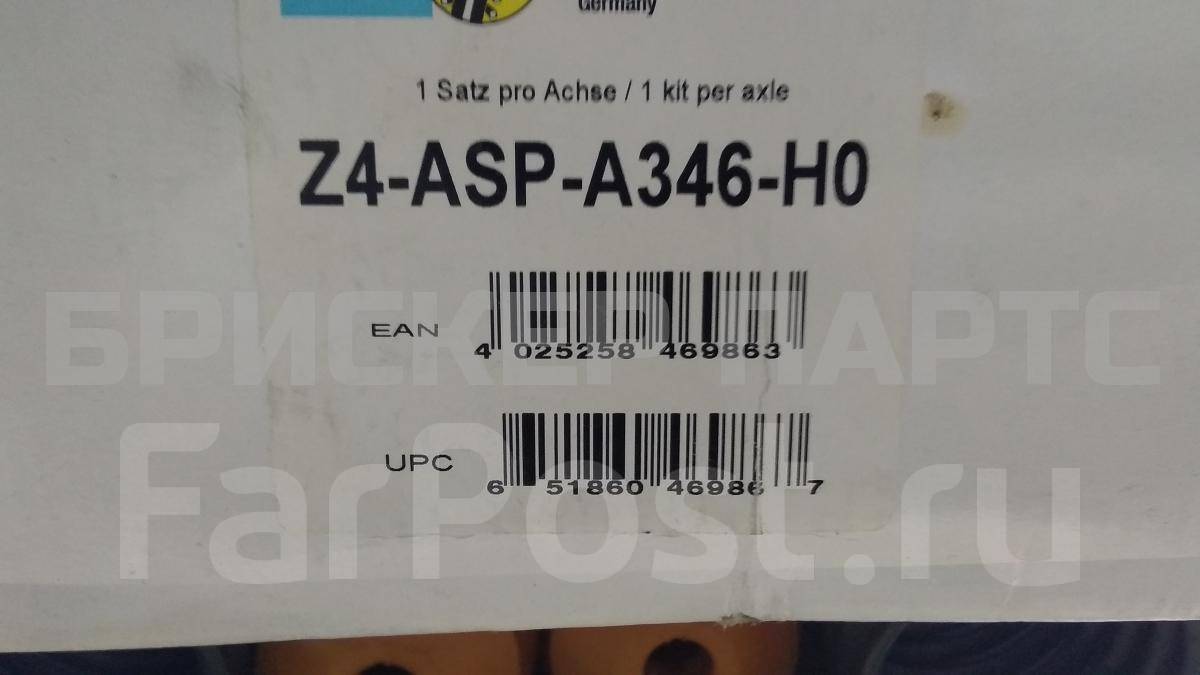 Germany
1 Satz pro Achse / 1 kit per axle
Z4-ASP-A346-H0
EAN
4 025258 469863
БРИСКЕР ПАРТС
UPC
6 51860 46986 7
FarPost.ru